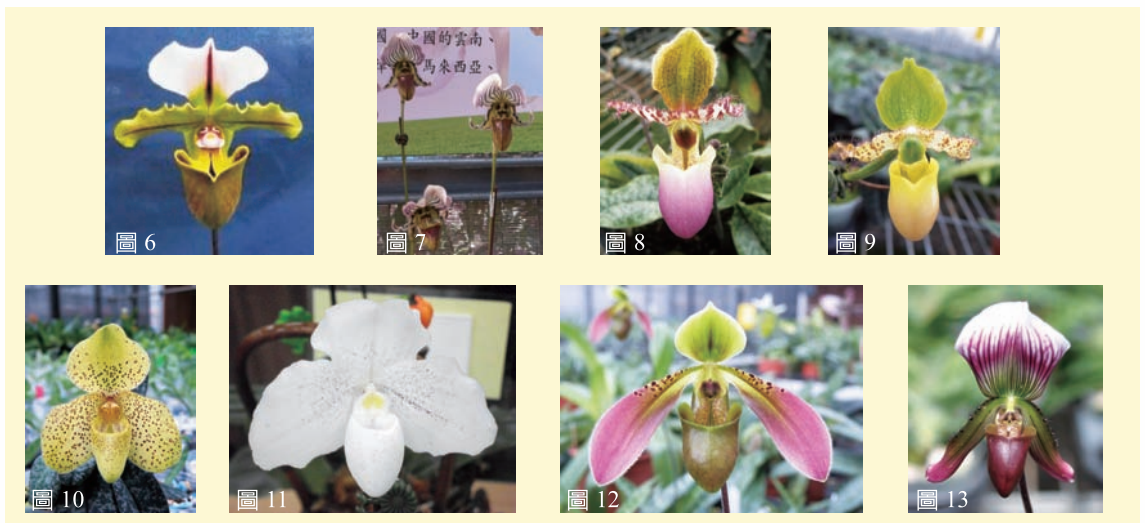 國 中國的雲南、
馬來西亞、
圖 6
圖 7
圖 8
圖 9
圖 10
圖 11
圖 12
圖 13